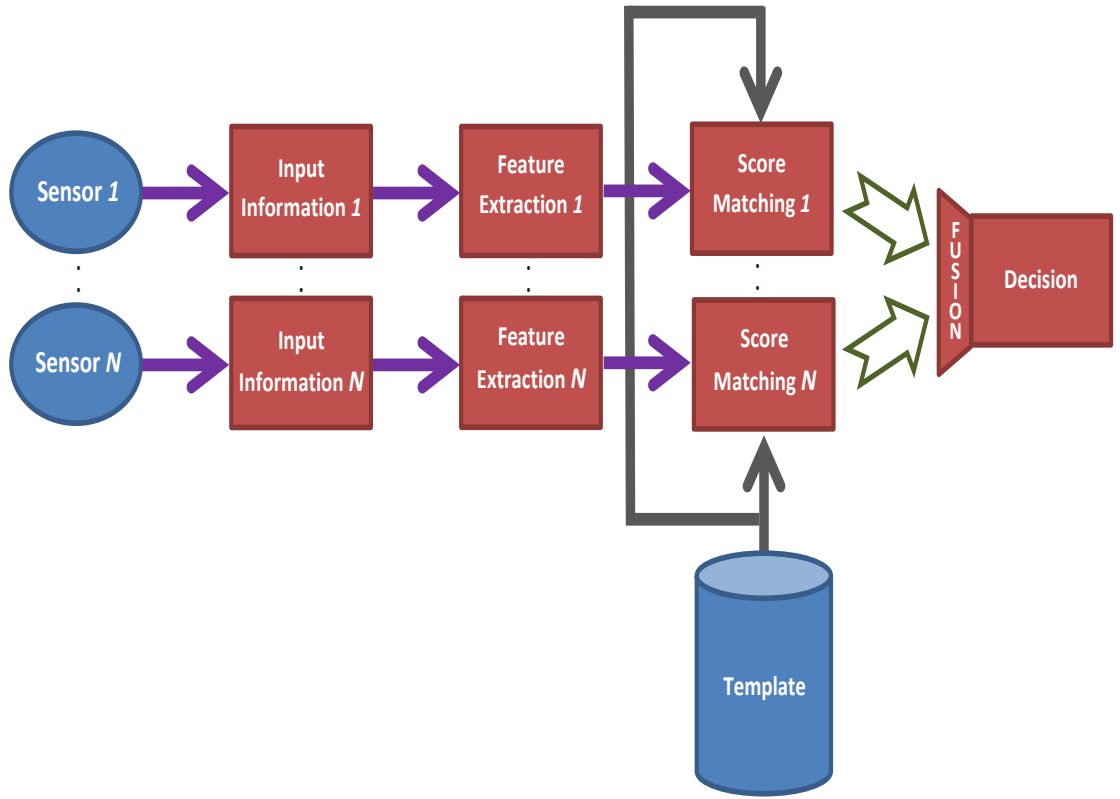 Sensor 1
Input
Information 1
Feature
Extraction 1
Score
Matching 1
Sensor N
Input
Information N
Feature
Extraction N
Score
Matching N
FUSION
Decision
Template